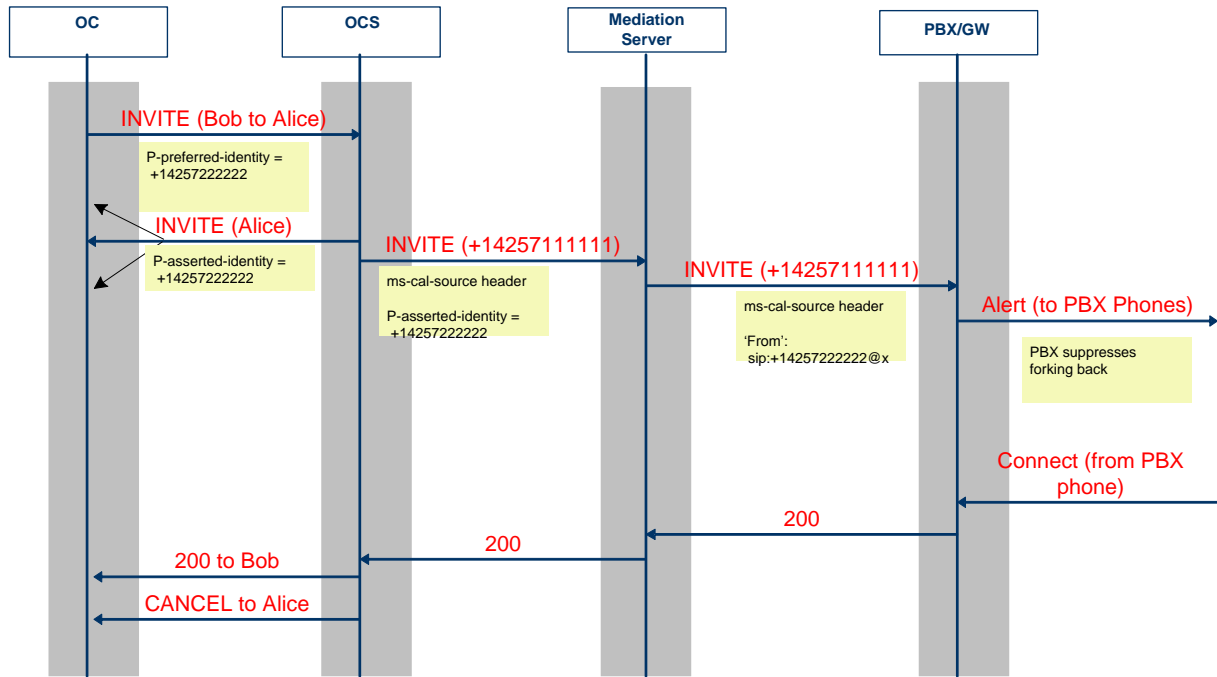 OC
OCS
Mediation
Server
PBX/GW
INVITE (Bob to Alice)
P-preferred-identity =
+14257222222
INVITE (Alice)
P-asserted-identity =
+14257222222
INVITE (+14257111111)
ms-cal-source header
P-asserted-identity =
+14257222222
INVITE (+14257111111)
ms-cal-source header
‘From’:
sip:+14257222222@x
Alert (to PBX Phones)
PBX suppresses
forking back
Connect (from PBX
phone)
200
200
200 to Bob
CANCEL to Alice